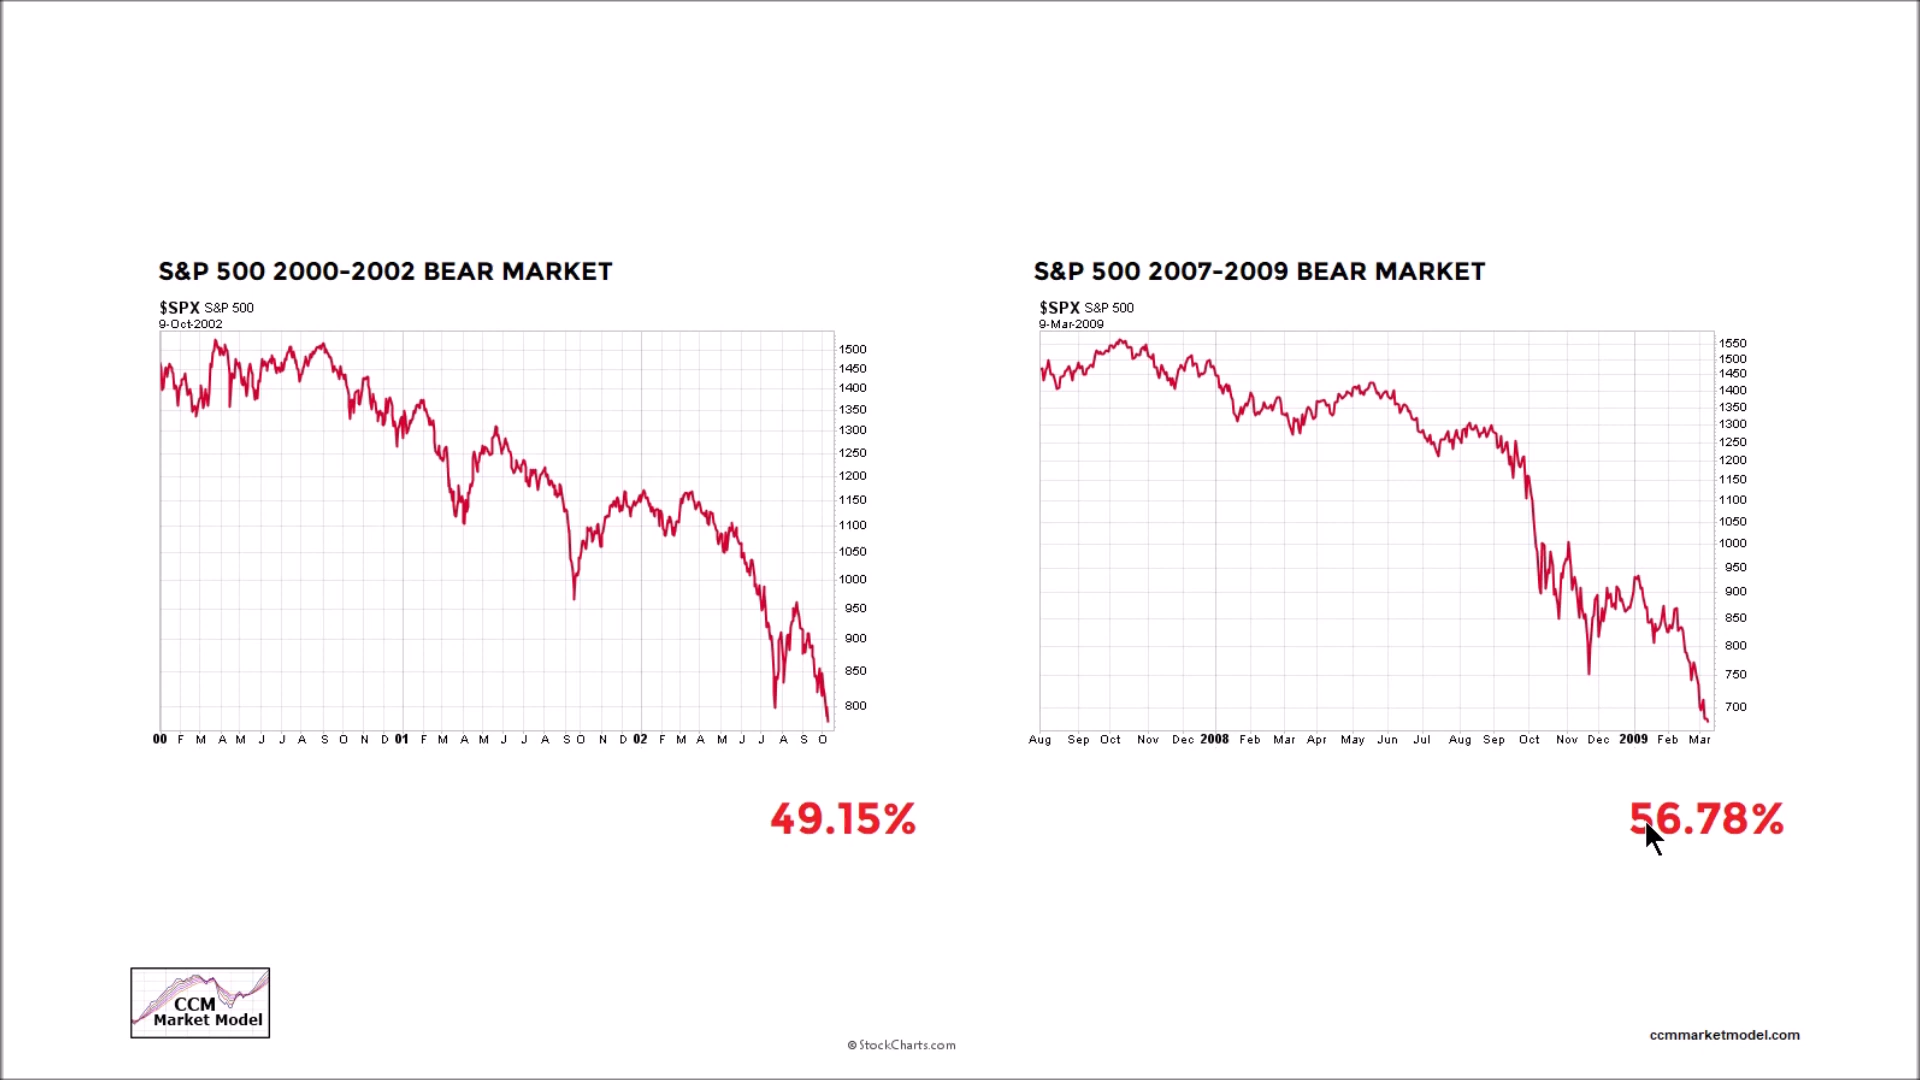 S&P 500 2000-2002 BEAR MARKET
$SPX S&P 500
9-Oct-2002
1500
1450
1400
1350
1300
1250
1200
1150
1100
1050
1000
950
900
850
800
00 F M A M J J A S O N D 01 F M A M J J A S O N D 02 F M A M J J A S O
49.15%
S&P 500 2007-2009 BEAR MARKET
$SPX S&P 500
9-Mar-2009
1550
1500
1450
1400
1350
1300
1250
1200
1150
1100
1050
1000
950
900
850
800
750
700
Aug Sep Oct Nov Dec 2008 Feb Mar Apr May Jun Jul Aug Sep Oct Nov Dec 2009 Feb Mar
56.78%
CCM
Market Model
© StockCharts.com
ccmmarketmodel.com